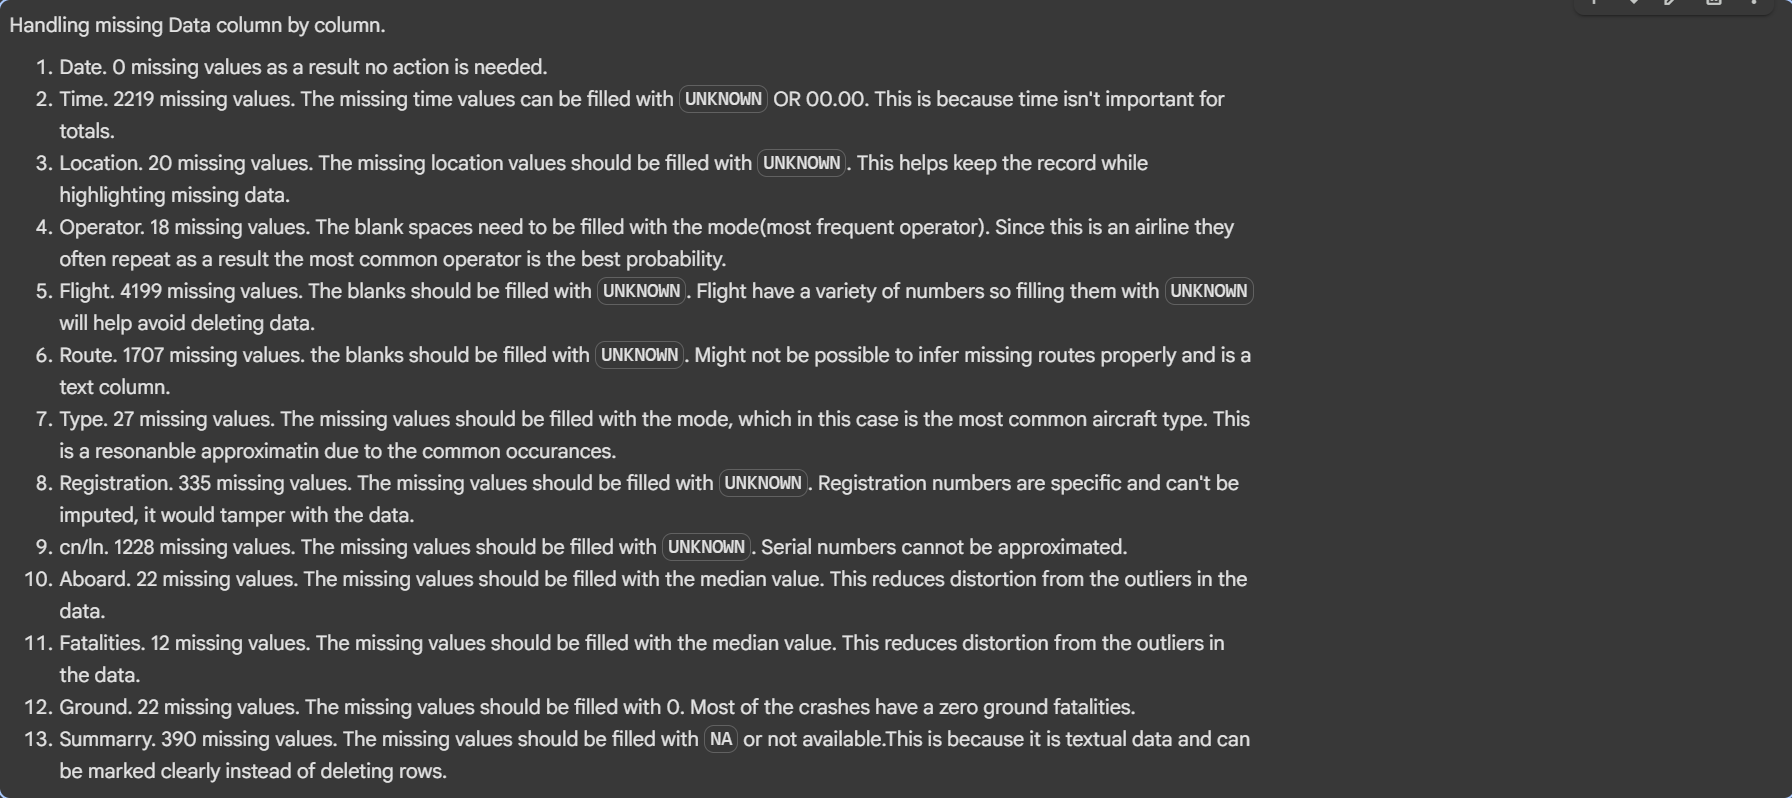 Handling missing Data column by column.
1. Date. 0 missing values as a result no action is needed.
2. Time. 2219 missing values. The missing time values can be filled with UNKNOWN OR 00.00. This is because time isn't important for
totals.
3. Location. 20 missing values. The missing location values should be filled with UNKNOWN. This helps keep the record while
highlighting missing data.
4. Operator. 18 missing values. The blank spaces need to be filled with the mode(most frequent operator). Since this is an airline they
often repeat as a result the most common operator is the best probability.
5. Flight. 4199 missing values. The blanks should be filled with UNKNOWN. Flight have a variety of numbers so filling them with UNKNOWN
will help avoid deleting data.
6. Route. 1707 missing values. the blanks should be filled with UNKNOWN. Might not be possible to infer missing routes properly and is a
text column.
7. Type. 27 missing values. The missing values should be filled with the mode, which in this case is the most common aircraft type. This
is a resonanble approximatin due to the common occurances.
8. Registration. 335 missing values. The missing values should be filled with UNKNOWN. Registration numbers are specific and can't be
imputed, it would tamper with the data.
9. cn/ln. 1228 missing values. The missing values should be filled with UNKNOWN. Serial numbers cannot be approximated.
10. Aboard. 22 missing values. The missing values should be filled with the median value. This reduces distortion from the outliers in the
data.
11. Fatalities. 12 missing values. The missing values should be filled with the median value. This reduces distortion from the outliers in
the data.
12. Ground. 22 missing values. The missing values should be filled with 0. Most of the crashes have a zero ground fatalities.
13. Summarry. 390 missing values. The missing values should be filled with NA or not available.This is because it is textual data and can
be marked clearly instead of deleting rows.